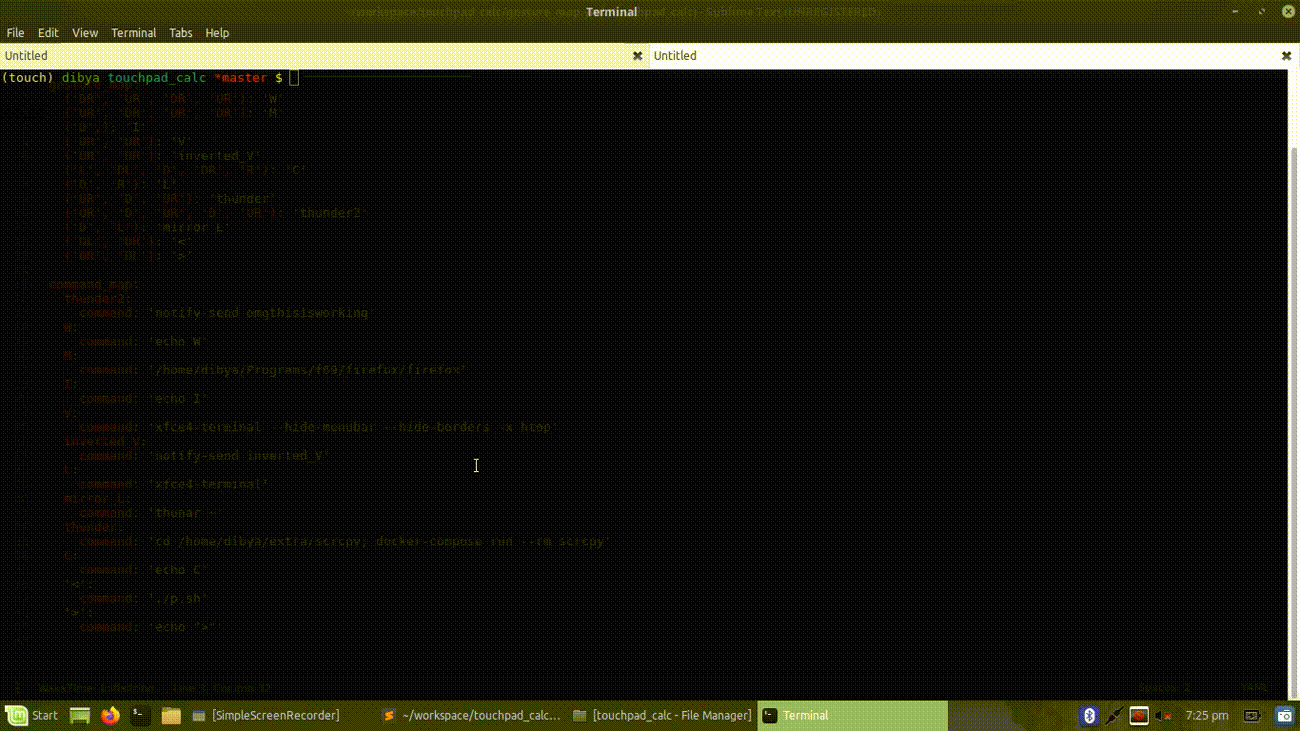 Terminal
File Edit View Terminal Tabs Help
Untitled
Untitled
(touch) dibya touchpad_calc *master $
('D', 'R'): 'L'
'thunder'
'thunder2'
'mirror L'
command_map:
thunder2:
command: 'notify-send omgthisisworking'
W:
command: 'echo W'
M:
command: '/home/dibya/Programs/f69/firefox/firefox'
I:
command: 'echo I'
V:
command: 'xfce4-terminal --hide-menubar --hide-borders -x htop'
inverted_V:
command: 'notify-send inverted_V'
L:
command: 'xfce4-terminal'
mirror L:
command: 'thunar ~'
thunder:
command: 'cd /home/dibya/extra/scrcpy; docker-compose run --rm scrcpy'
C:
command: 'echo C'
'<':
command: './p.sh'
'>':
command: 'echo ">"'
Start
[SimpleScreenRecorder]
~/workspace/touchpad_calc...
[touchpad_calc - File Manager]
Terminal
7:25 pm